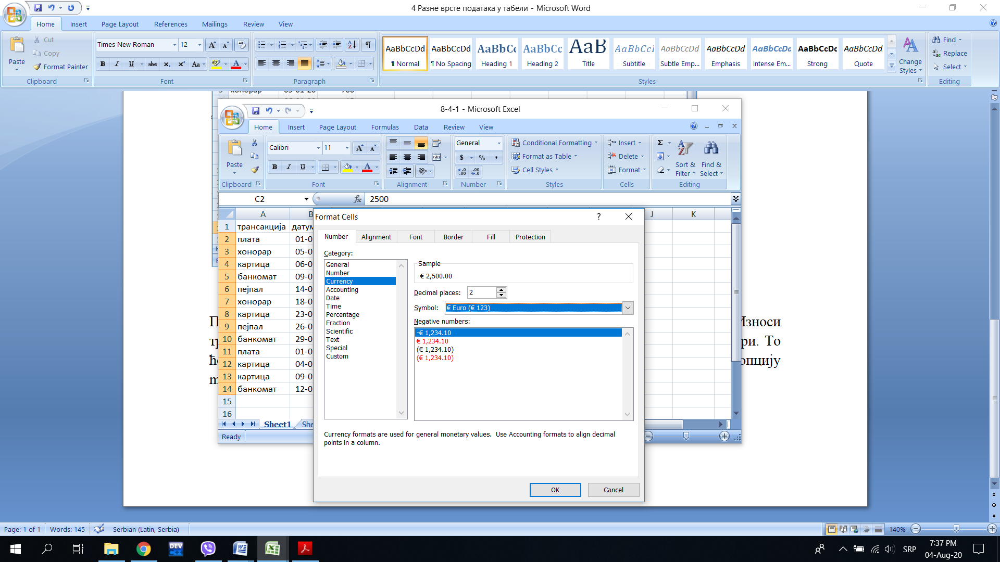 4 Разне врсте података у табели - Microsoft Word
Home Insert Page Layout References Mailings Review View
Paste
Cut
Copy
Format Painter
Clipboard
Times New Roman 12
Font
Paragraph
AaBbCcDd AaBbCcDd AaBbCc AaBbCc AaB AaBbCcI AaBbCcDd AaBbCcDd AaBbCcDd AaBbCcDd AaBbCcDd
¶ Normal ¶ No Spacing Heading 1 Heading 2 Title Subtitle Subtle Emp... Emphasis Intense Em... Strong Quote
Styles
Change
Styles
Find
Replace
Select
Editing
8-4-1 - Microsoft Excel
Home Insert Page Layout Formulas Data Review View
Paste
Clipboard
Calibri 11
Font
Alignment
General
$ % ,
Number
Conditional Formatting
Format as Table
Cell Styles
Styles
Insert
Delete
Format
Cells
Sort &
Filter
Find &
Select
Editing
C2 fx 2500
A B J K
1 трансакција датум
2 плата 01-0
3 хонорар 05-0
4 картица 06-0
5 банкомат 09-0
6 пејпал 14-0
7 хонорар 18-0
8 картица 23-0
9 пејпал 26-0
10 банкомат 29-0
11 плата 01-0
12 картица 04-0
13 картица 09-0
14 банкомат 12-0
15
16
Sheet1 She
Ready
Format Cells
Number Alignment Font Border Fill Protection
Category:
General
Number
Currency
Accounting
Date
Time
Percentage
Fraction
Scientific
Text
Special
Custom
Sample
€ 2,500.00
Decimal places: 2
Symbol: € Euro (€ 123)
Negative numbers:
-€ 1,234.10
€ 1,234.10
(€ 1,234.10)
(€ 1,234.10)
Currency formats are used for general monetary values. Use Accounting formats to align decimal
points in a column.
OK Cancel
Износи
ри. То
опцију
Page: 1 of 1 Words: 145 Serbian (Latin, Serbia) 140%
DEV
SRP
7:37 PM
04-Aug-20